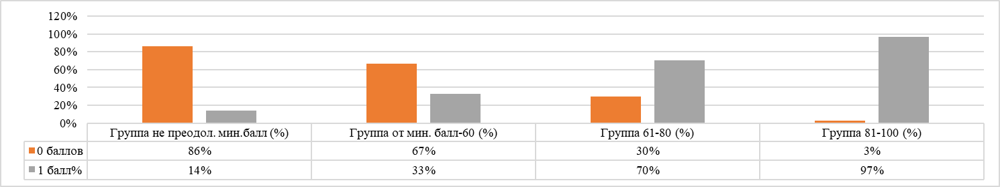 120%
100%
80%
60%
40%
20%
0%
Группа не преодол. мин.балл (%) Группа от мин. балл-60 (%) Группа 61-80 (%) Группа 81-100 (%)
0 баллов 86% 67% 30% 3%
1 балл% 14% 33% 70% 97%